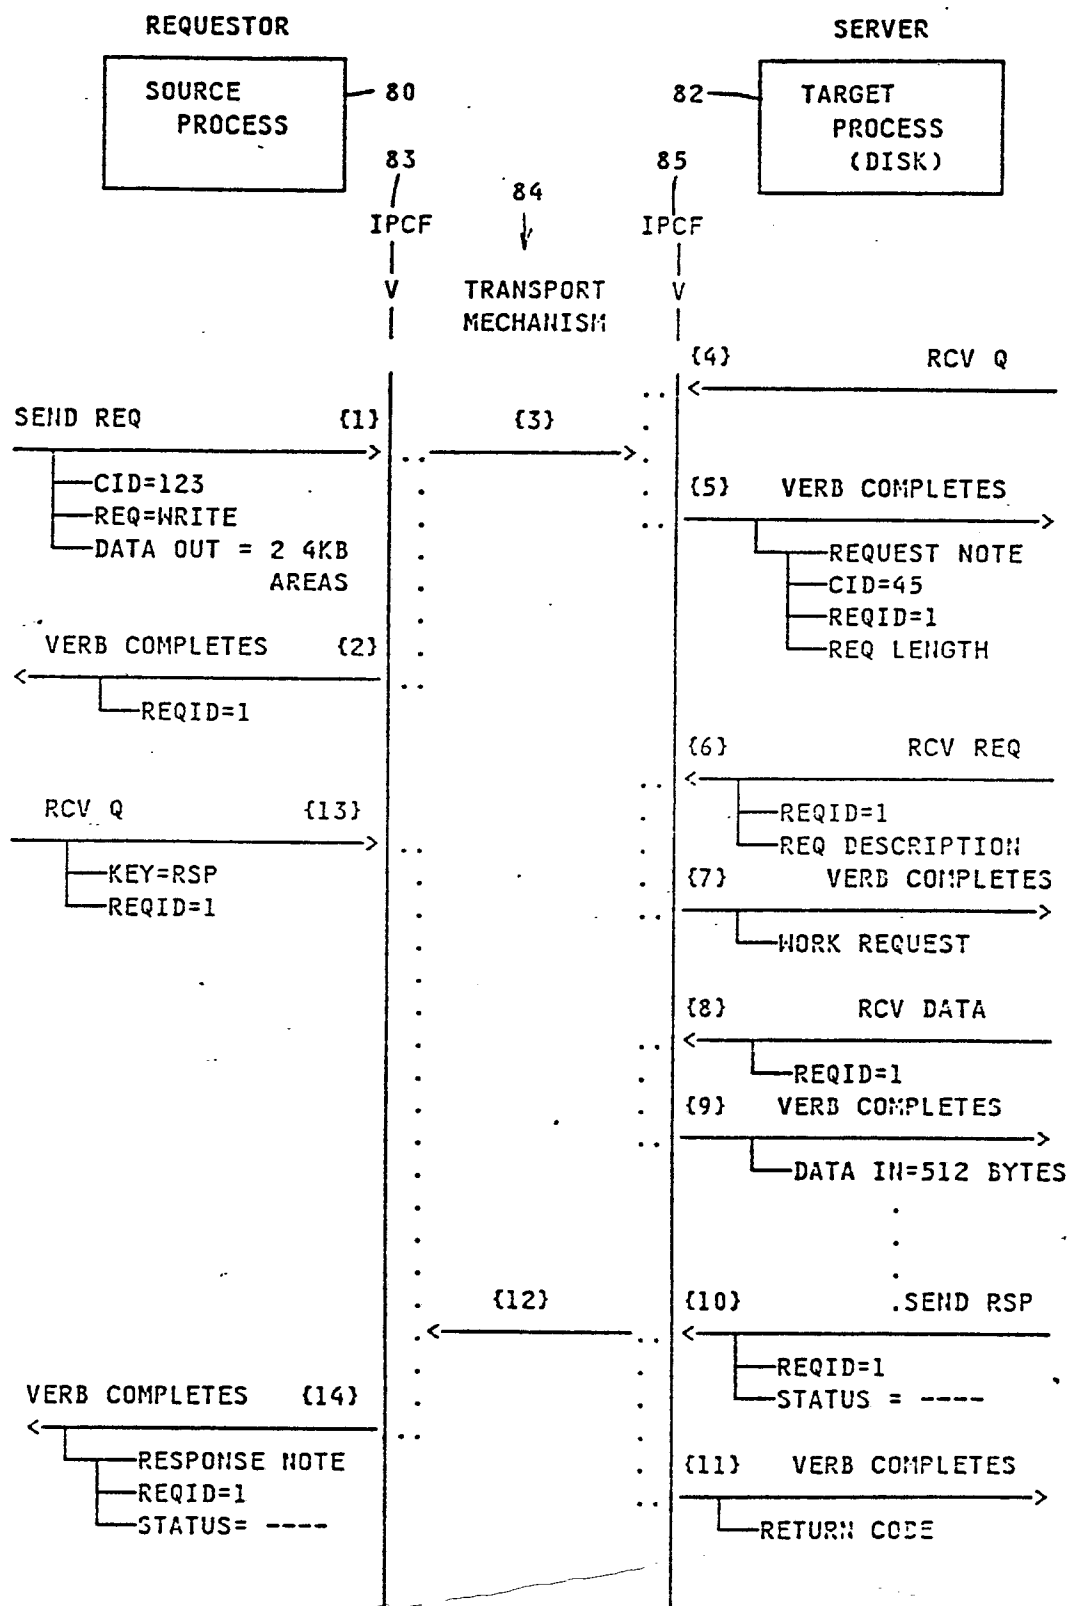 REQUESTOR
SERVER
SOURCE
PROCESS
80
82
TARGET
PROCESS
(DISK)
83
84
85
IPCF
IPCF
V
TRANSPORT
MECHANISM
V
{4} RCV Q
SEND REQ {1}
{3}
CID=123
REQ=WRITE
DATA OUT = 2 4KB
AREAS
{5} VERB COMPLETES
REQUEST NOTE
CID=45
REQID=1
REQ LENGTH
VERB COMPLETES {2}
REQID=1
{6} RCV REQ
REQID=1
REQ DESCRIPTION
RCV Q {13}
KEY=RSP
REQID=1
{7} VERB COMPLETES
WORK REQUEST
{8} RCV DATA
REQID=1
{9} VERB COMPLETES
DATA IN=512 BYTES
{12}
{10} SEND RSP
REQID=1
STATUS = ----
VERB COMPLETES {14}
RESPONSE NOTE
REQID=1
STATUS= ----
{11} VERB COMPLETES
RETURN CODE